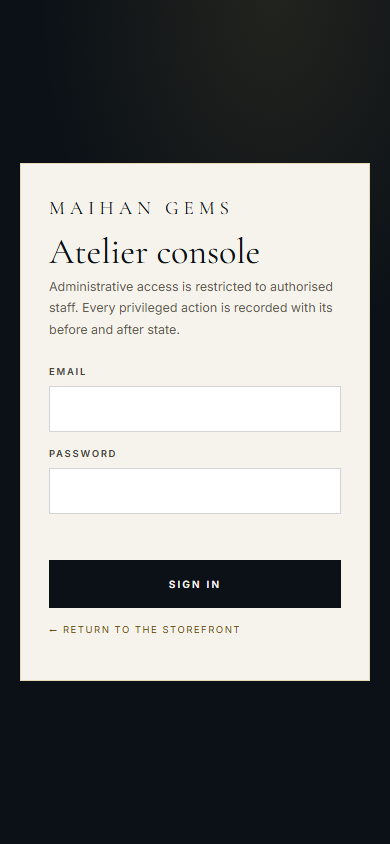 MAIHAN GEMS
Atelier console
Administrative access is restricted to authorised
staff. Every privileged action is recorded with its
before and after state.
EMAIL
PASSWORD
SIGN IN
← RETURN TO THE STOREFRONT